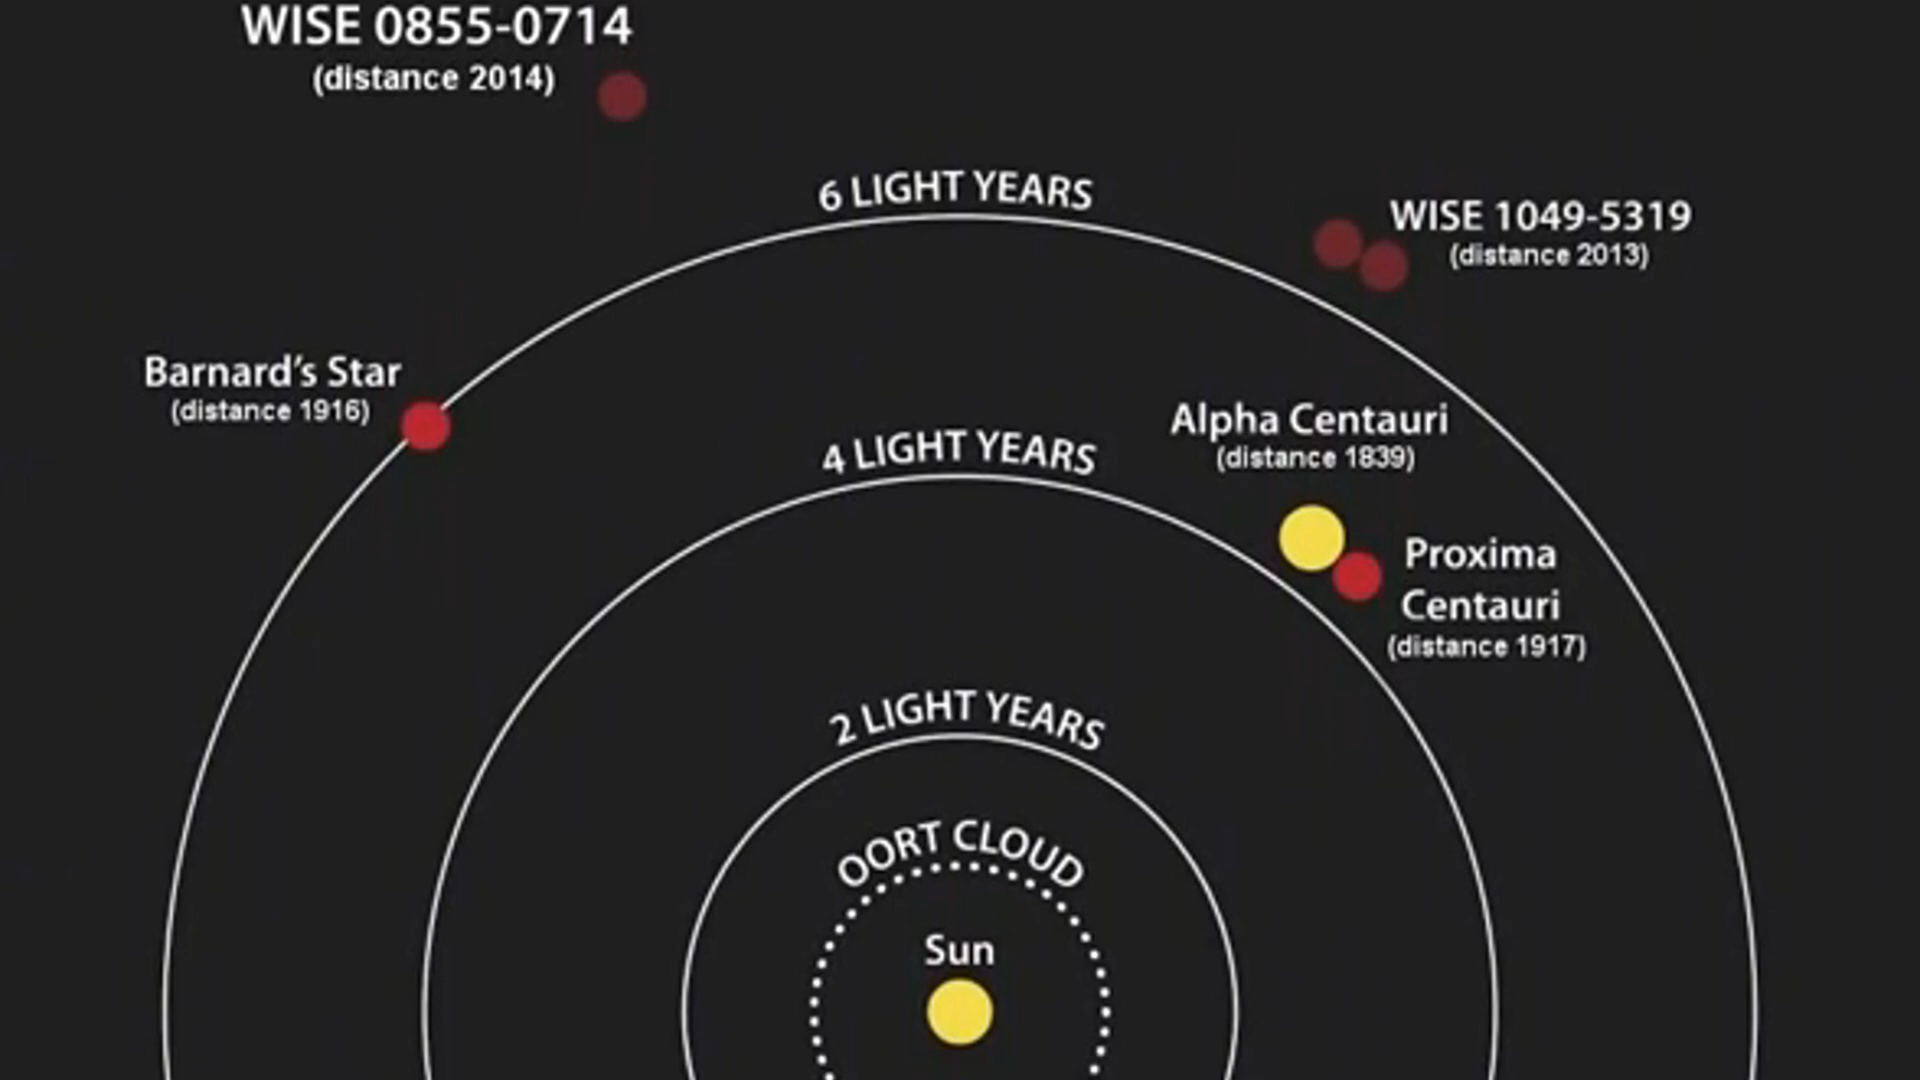 WISE 0855-0714
(distance 2014)
6 LIGHT YEARS
WISE 1049-5319
(distance 2013)
Barnard’s Star
(distance 1916)
Alpha Centauri
(distance 1839)
4 LIGHT YEARS
Proxima
Centauri
(distance 1917)
2 LIGHT YEARS
OORT CLOUD
Sun